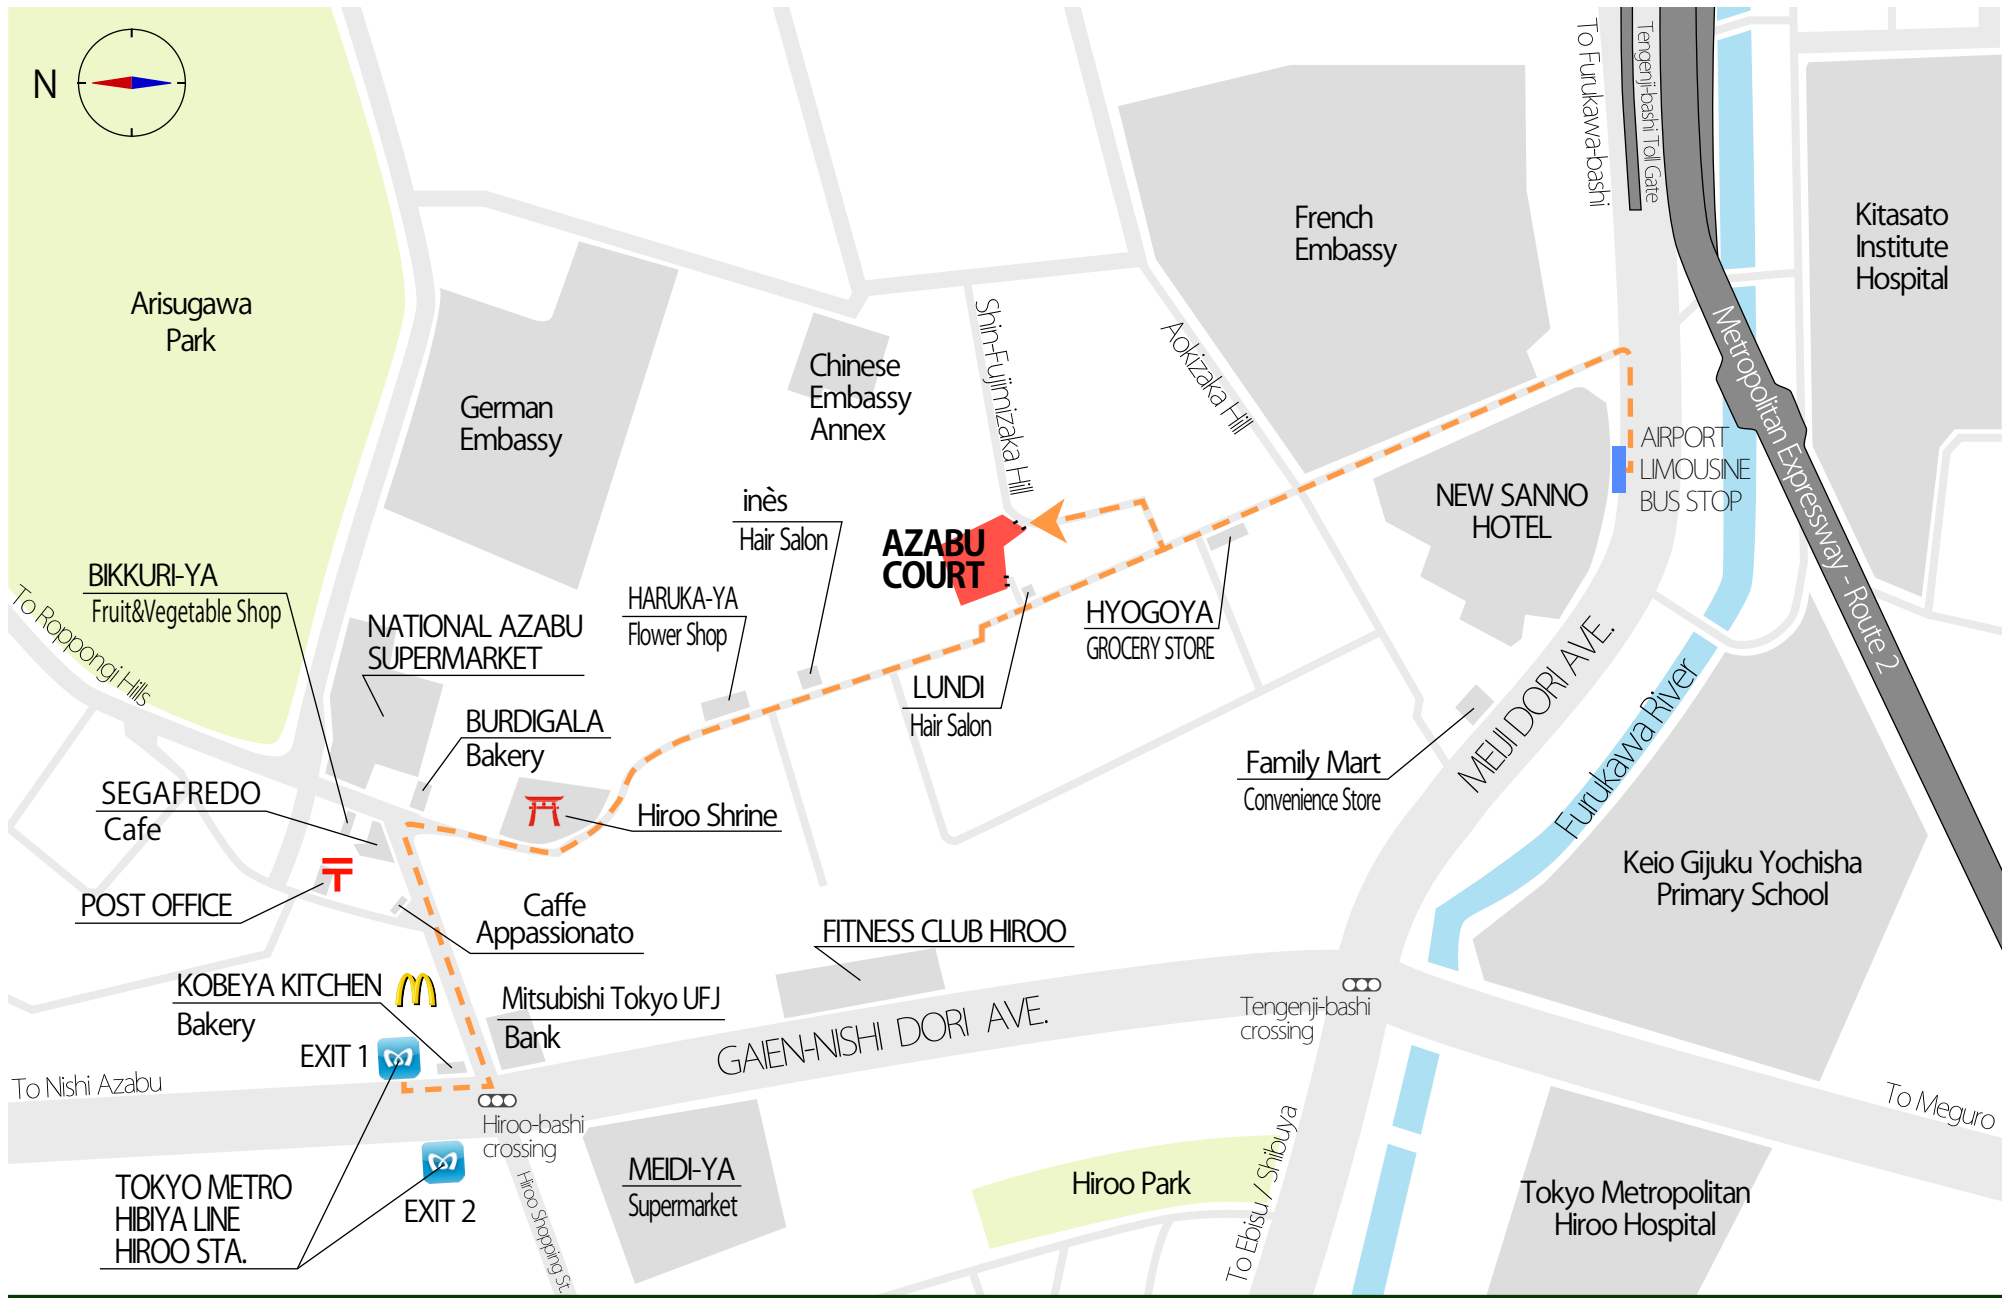 N
To Furukawa-bashi
Tengenji-bashi Toll Gate
French
Embassy
Kitasato
Institute
Hospital
Arisugawa
Park
German
Embassy
Chinese
Embassy
Annex
Shin-Fujimizaka Hill
Aokizaka Hill
Metropolitan Expressway - Route 2
AIRPORT
LIMOUSINE
BUS STOP
NEW SANNO
HOTEL
inès
Hair Salon
AZABU
COURT
BIKKURI-YA
Fruit&Vegetable Shop
To Roppongi Hills
NATIONAL AZABU
SUPERMARKET
HARUKA-YA
Flower Shop
HYOGOYA
GROCERY STORE
LUNDI
Hair Salon
BURDIGALA
Bakery
MEIJI DORI AVE.
Furukawa River
Family Mart
Convenience Store
SEGAFREDO
Cafe
Hiroo Shrine
POST OFFICE
Caffe
Appassionato
FITNESS CLUB HIROO
Keio Gijuku Yochisha
Primary School
KOBEYA KITCHEN
Bakery
Mitsubishi Tokyo UFJ
Bank
GAIEN-NISHI DORI AVE.
Tengenji-bashi
crossing
EXIT 1
To Nishi Azabu
Hiroo-bashi
crossing
To Meguro
EXIT 2
TOKYO METRO
HIBIYA LINE
HIROO STA.
Hiroo Shopping St.
MEIDI-YA
Supermarket
Hiroo Park
To Ebisu / Shibuya
Tokyo Metropolitan
Hiroo Hospital